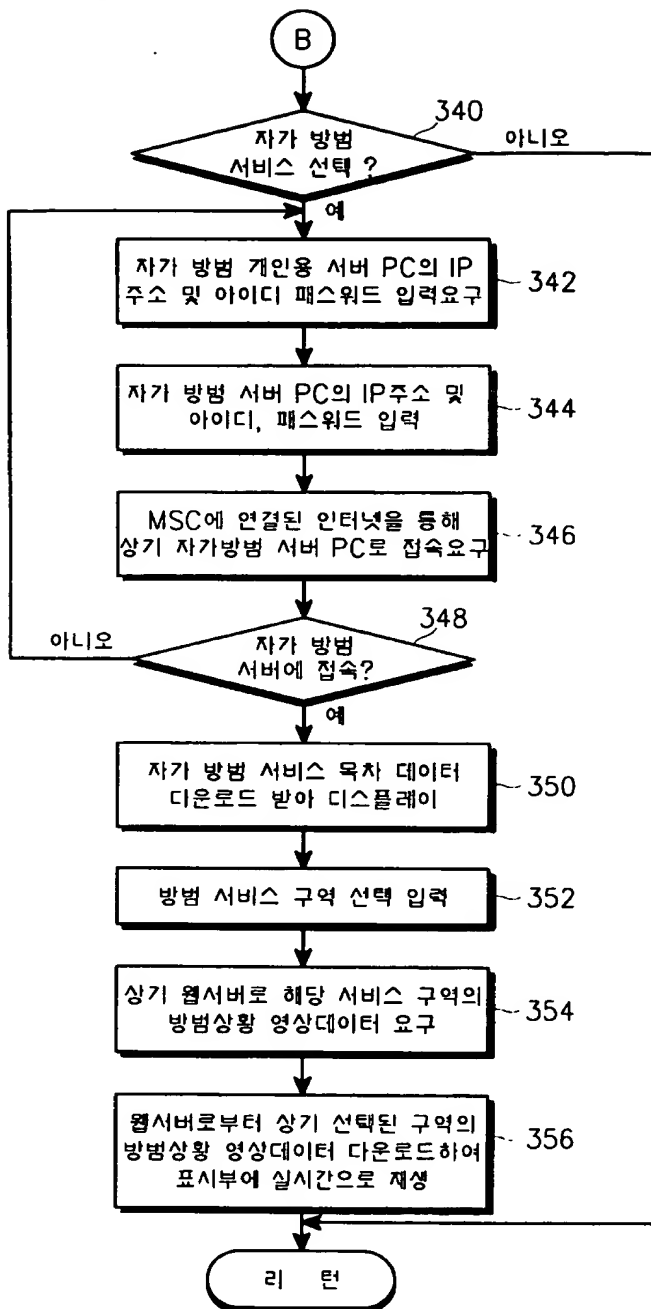 B
340
자가 방범
서비스 선택 ?
아니오
예
자가 방범 개인용 서버 PC의 IP
주소 및 아이디 패스워드 입력요구
342
자가 방범 서버 PC의 IP주소 및
아이디, 패스워드 입력
344
MSC에 연결된 인터넷을 통해
상기 자가방범 서버 PC로 접속요구
346
아니오
348
자가 방범
서버에 접속?
예
자가 방범 서비스 목차 데이터
다운로드 받아 디스플레이
350
방범 서비스 구역 선택 입력
352
상기 웹서버로 해당 서비스 구역의
방범상황 영상데이터 요구
354
웹서버로부터 상기 선택된 구역의
방범상황 영상데이터 다운로드하여
표시부에 실시간으로 재생
356
리 턴